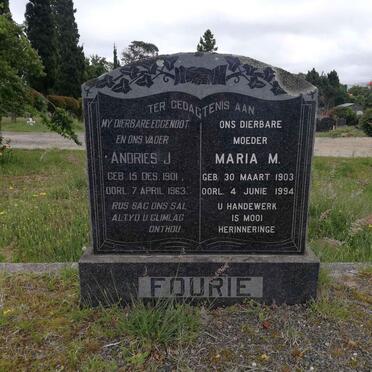 TER GEDAGTENIS AAN
MY DIERBARE EGGENOOT
EN ONS VADER
ANDRIES J.
GEB. 15 DES. 1901.
OORL. 7 APRIL 1963.
RUS SAG ONS SAL
ALTYD U GLIMLAG
ONTHOU.
ONS DIERBARE
MOEDER
MARIA M.
GEB. 30 MAART 1903
OORL. 4 JUNIE 1994
U HANDEWERK
IS MOOI
HERINNERINGE
FOURIE